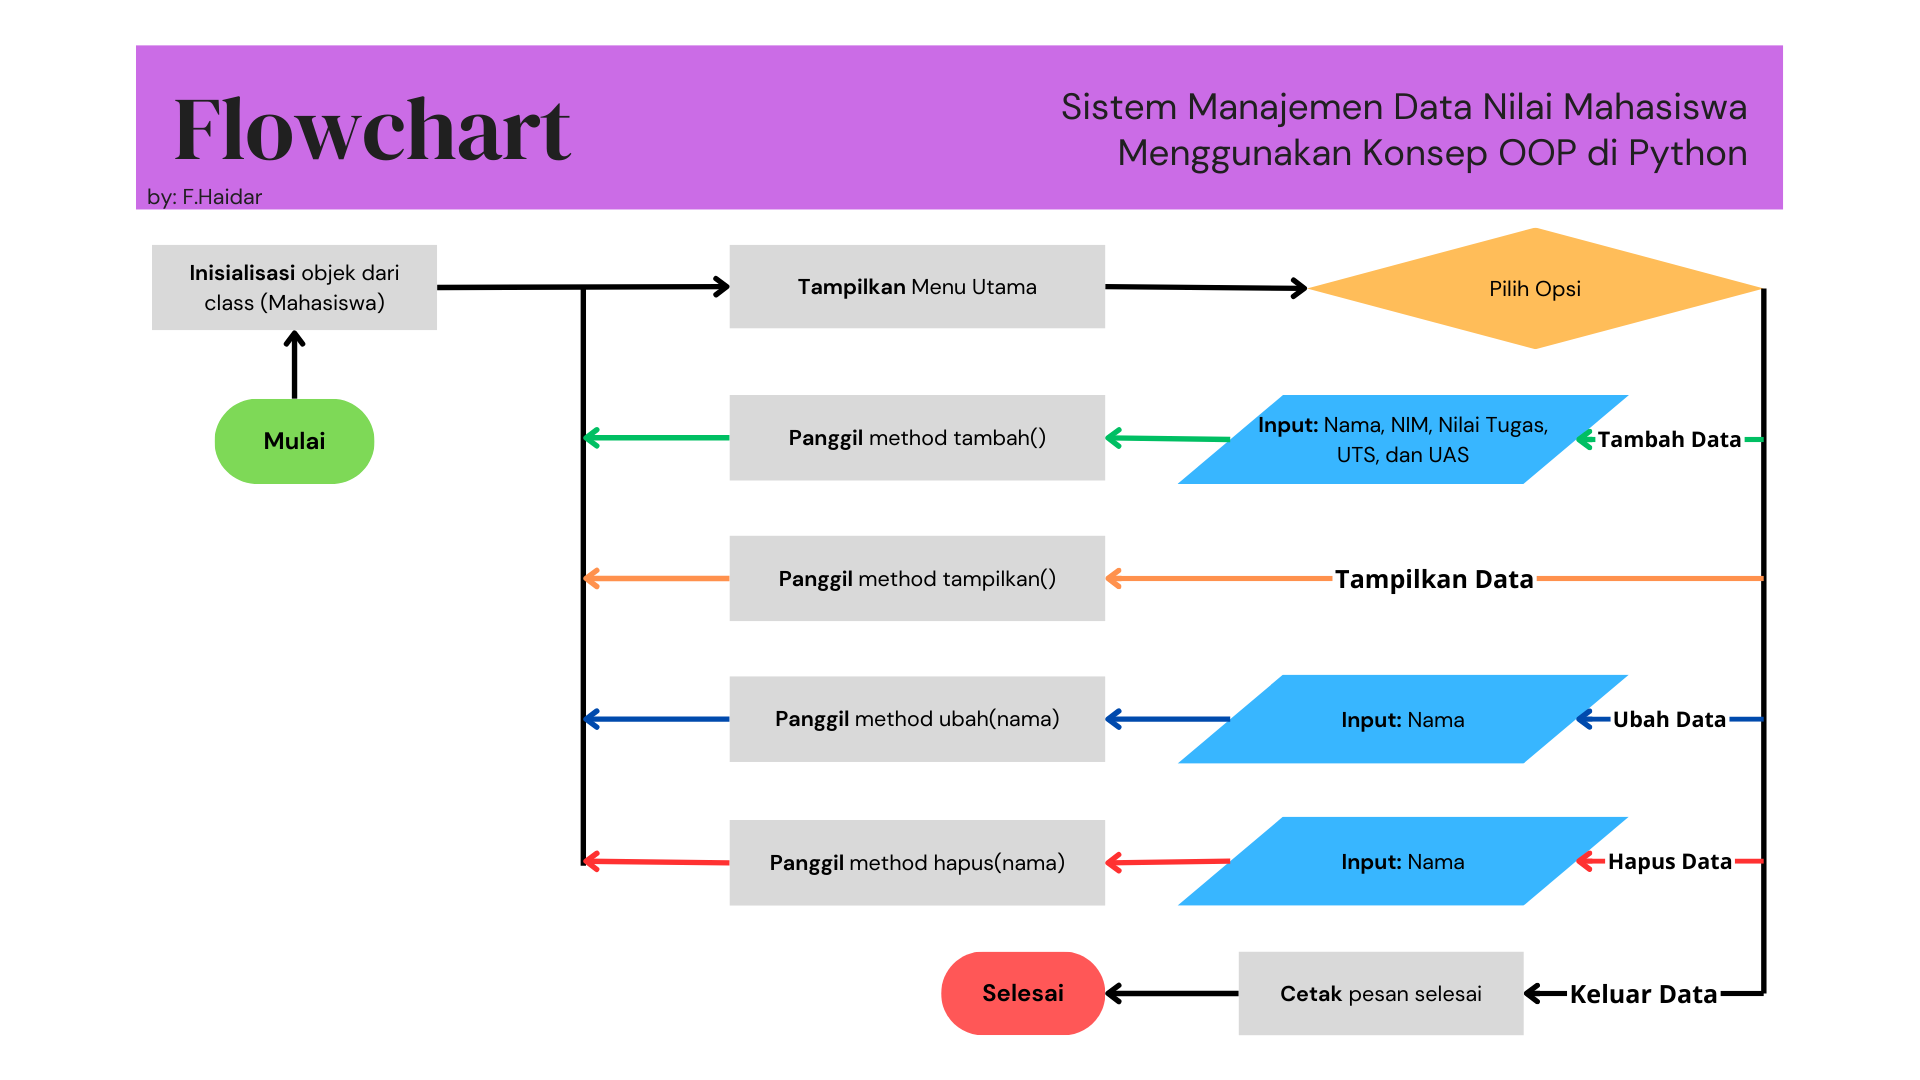 Flowchart
by: F.Haidar
Sistem Manajemen Data Nilai Mahasiswa
Menggunakan Konsep OOP di Python
Inisialisasi objek dari
class (Mahasiswa)
Tampilkan Menu Utama
Pilih Opsi
Mulai
Panggil method tambah()
Input: Nama, NIM, Nilai Tugas,
UTS, dan UAS
Tambah Data
Panggil method tampilkan()
Tampilkan Data
Panggil method ubah(nama)
Input: Nama
Ubah Data
Panggil method hapus(nama)
Input: Nama
Hapus Data
Selesai
Cetak pesan selesai
Keluar Data